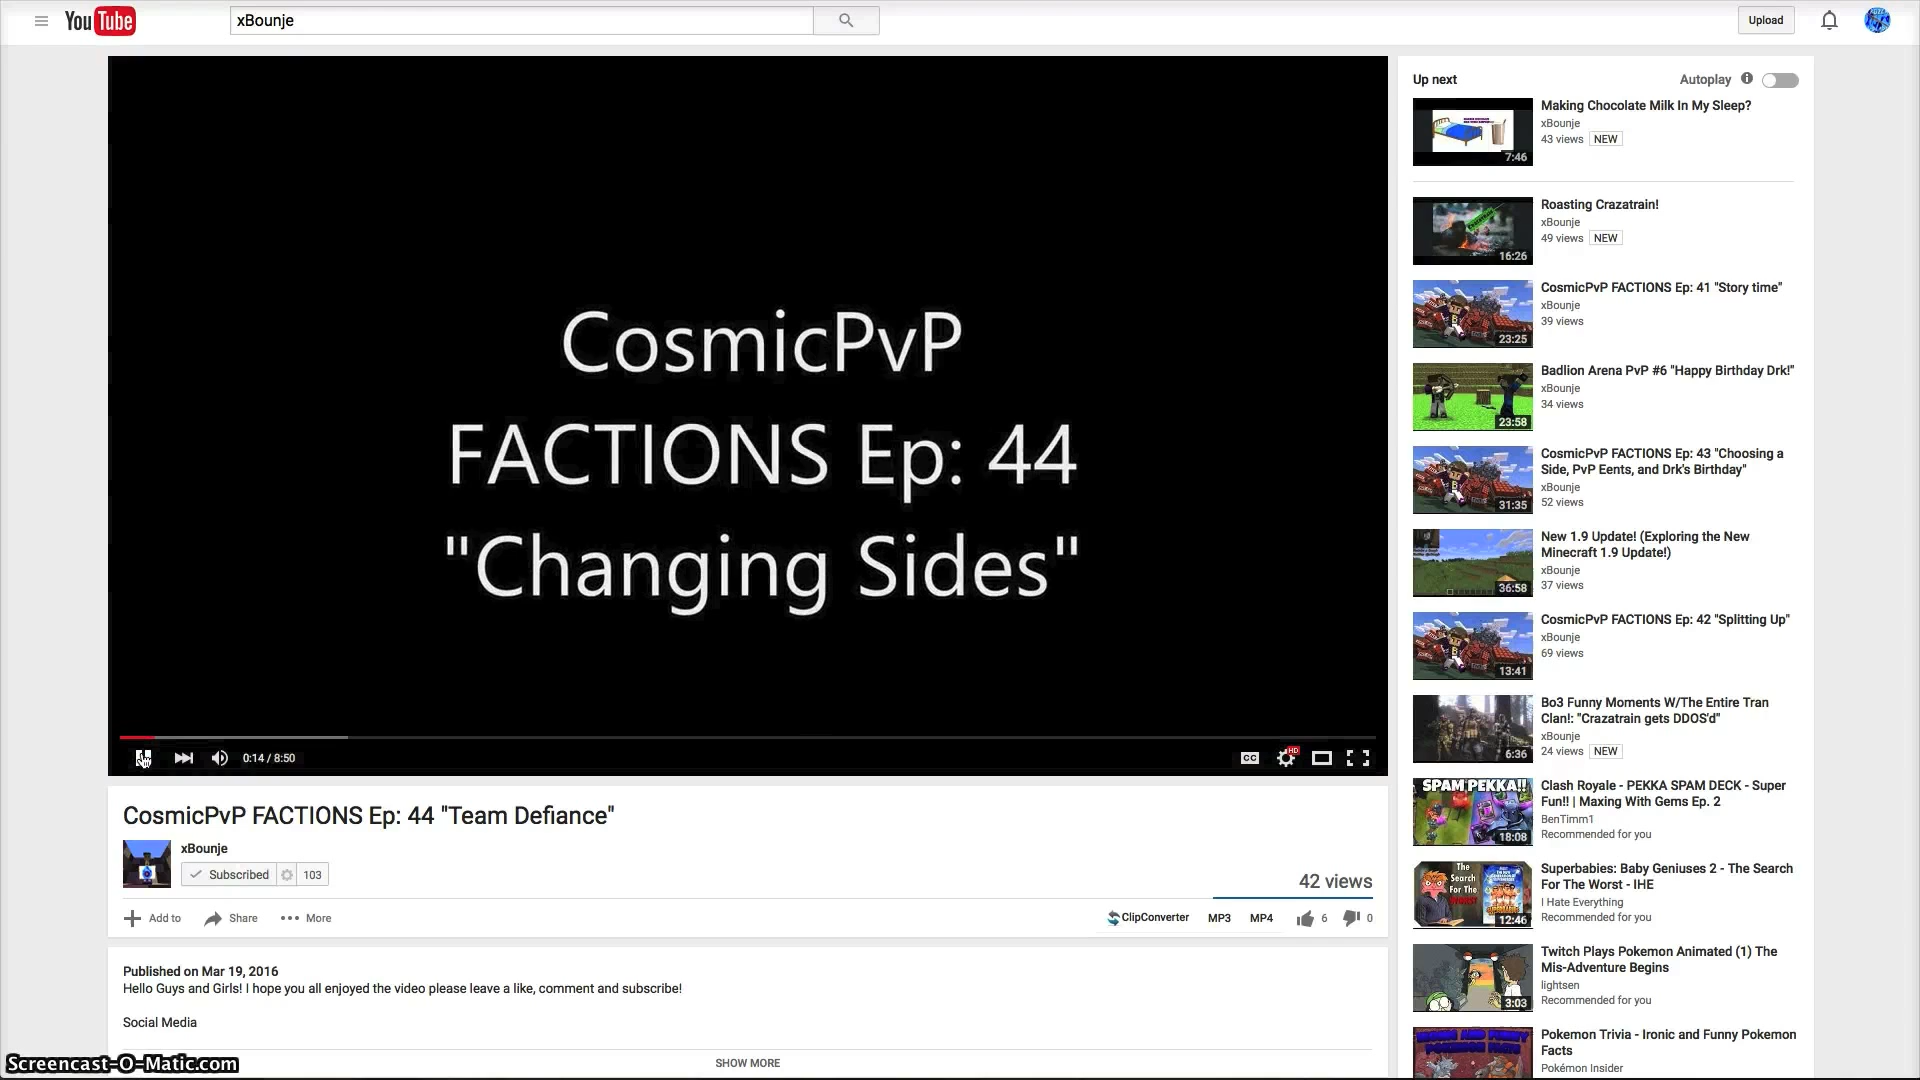 YouTube
xBounje
Upload
CosmicPvP
FACTIONS Ep: 44
"Changing Sides"
0:14 / 8:50
CC
HD
CosmicPvP FACTIONS Ep: 44 "Team Defiance"
xBounje
Subscribed
103
42 views
Add to
Share
More
ClipConverter
MP3
MP4
6
0
Published on Mar 19, 2016
Hello Guys and Girls! I hope you all enjoyed the video please leave a like, comment and subscribe!
Social Media
SHOW MORE
Up next
Autoplay
7:46
Making Chocolate Milk In My Sleep?
xBounje
43 views NEW
16:26
Roasting Crazatrain!
xBounje
49 views NEW
23:25
CosmicPvP FACTIONS Ep: 41 "Story time"
xBounje
39 views
23:58
Badlion Arena PvP #6 "Happy Birthday Drk!"
xBounje
34 views
31:35
CosmicPvP FACTIONS Ep: 43 "Choosing a
Side, PvP Eents, and Drk's Birthday"
xBounje
52 views
36:58
New 1.9 Update! (Exploring the New
Minecraft 1.9 Update!)
xBounje
37 views
13:41
CosmicPvP FACTIONS Ep: 42 "Splitting Up"
xBounje
69 views
6:36
Bo3 Funny Moments W/The Entire Tran
Clan!: "Crazatrain gets DDOS'd"
xBounje
24 views NEW
SPAM PEKKA!!
18:08
Clash Royale - PEKKA SPAM DECK - Super
Fun!! | Maxing With Gems Ep. 2
BenTimm1
Recommended for you
The
Search
For The
12:46
Superbabies: Baby Geniuses 2 - The Search
For The Worst - IHE
I Hate Everything
Recommended for you
3:03
Twitch Plays Pokemon Animated (1) The
Mis-Adventure Begins
lightsen
Recommended for you
Pokemon Trivia - Ironic and Funny Pokemon
Facts
Pokémon Insider
Screencast-O-Matic.com